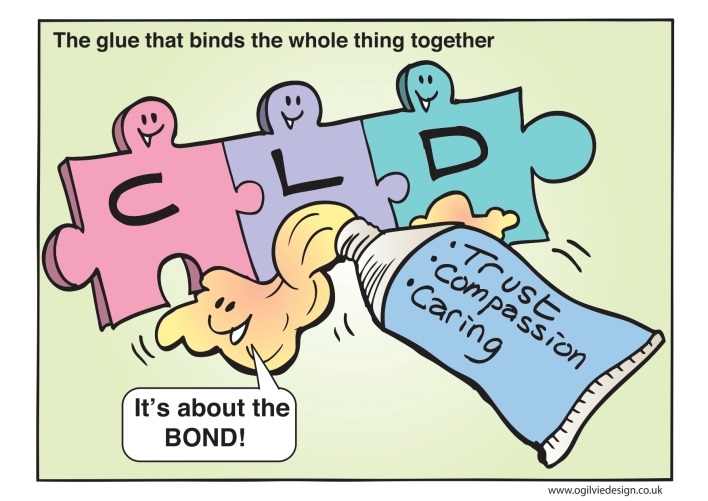 The glue that binds the whole thing together
C L D
• Trust
• Compassion
• Caring
It's about the
BOND!
www.ogilviedesign.co.uk